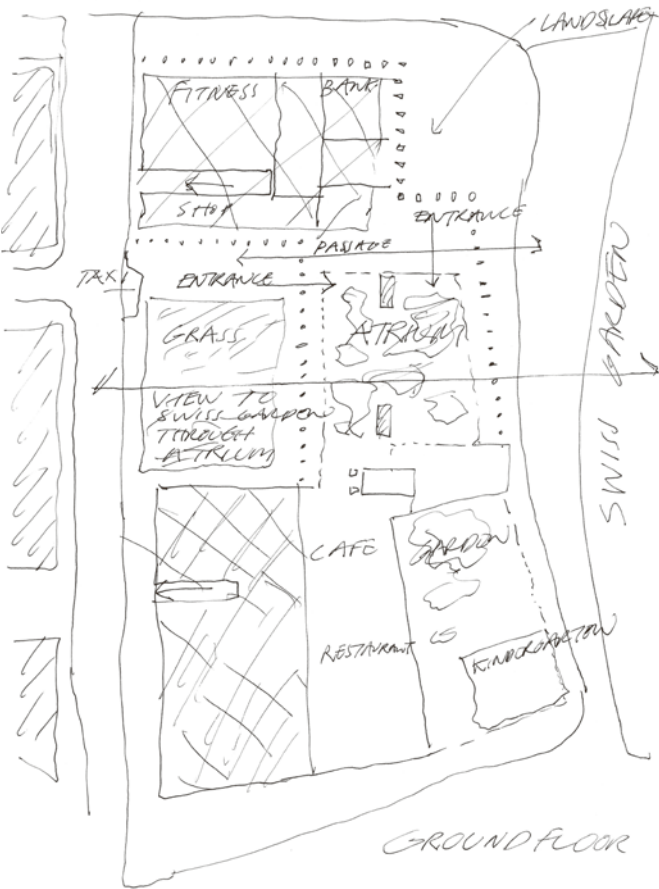 LANDSCAPE
FITNESS
BANK
SHOP
ENTRANCE
PASSAGE
TAXI
ENTRANCE
GRASS
ATRIUM
VIEW TO
SWISS GARDEN
THROUGH
ATRIUM
SWISS GARDEN
CAFE
GARDEN
RESTAURANT
KINDERGARTEN
GROUNDFLOOR